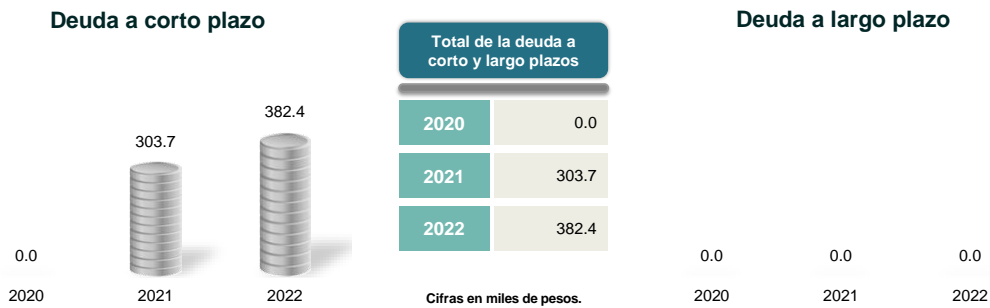 Deuda a corto plazo
382.4
303.7
0.0
2020 2021 2022
Total de la deuda a
corto y largo plazos
2020 0.0
2021 303.7
2022 382.4
Cifras en miles de pesos.
Deuda a largo plazo
0.0 0.0 0.0
2020 2021 2022